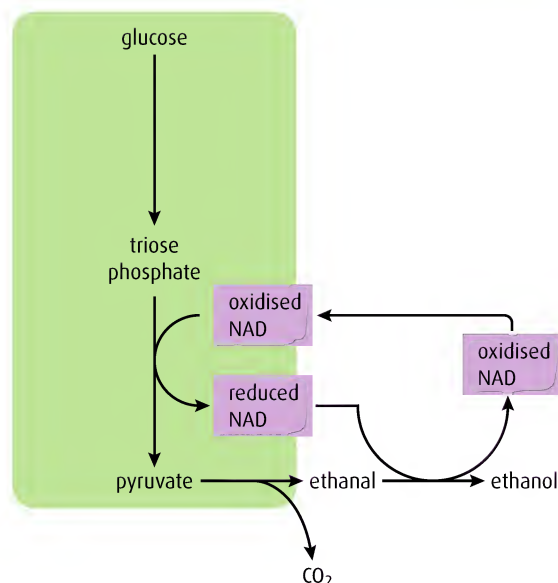 glucose
triose
phosphate
oxidised
NAD
oxidised
NAD
reduced
NAD
pyruvate
ethanal
ethanol
CO₂